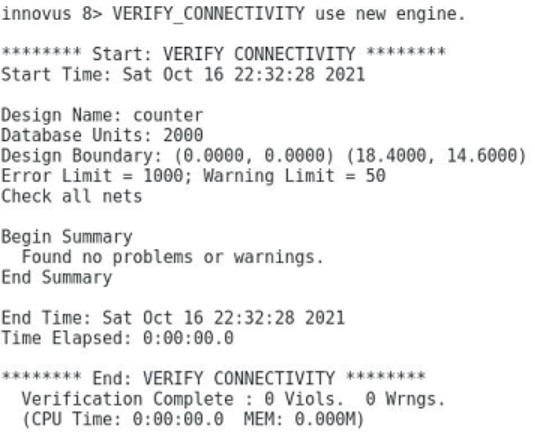 innovus 8> VERIFY_CONNECTIVITY use new engine.
******** Start: VERIFY CONNECTIVITY ********
Start Time: Sat Oct 16 22:32:28 2021
Design Name: counter
Database Units: 2000
Design Boundary: (0.0000, 0.0000) (18.4000, 14.6000)
Error Limit = 1000; Warning Limit = 50
Check all nets
Begin Summary
  Found no problems or warnings.
End Summary
End Time: Sat Oct 16 22:32:28 2021
Time Elapsed: 0:00:00.0
******** End: VERIFY CONNECTIVITY ********
  Verification Complete : 0 Viols.  0 Wrngs.
  (CPU Time: 0:00:00.0  MEM: 0.000M)